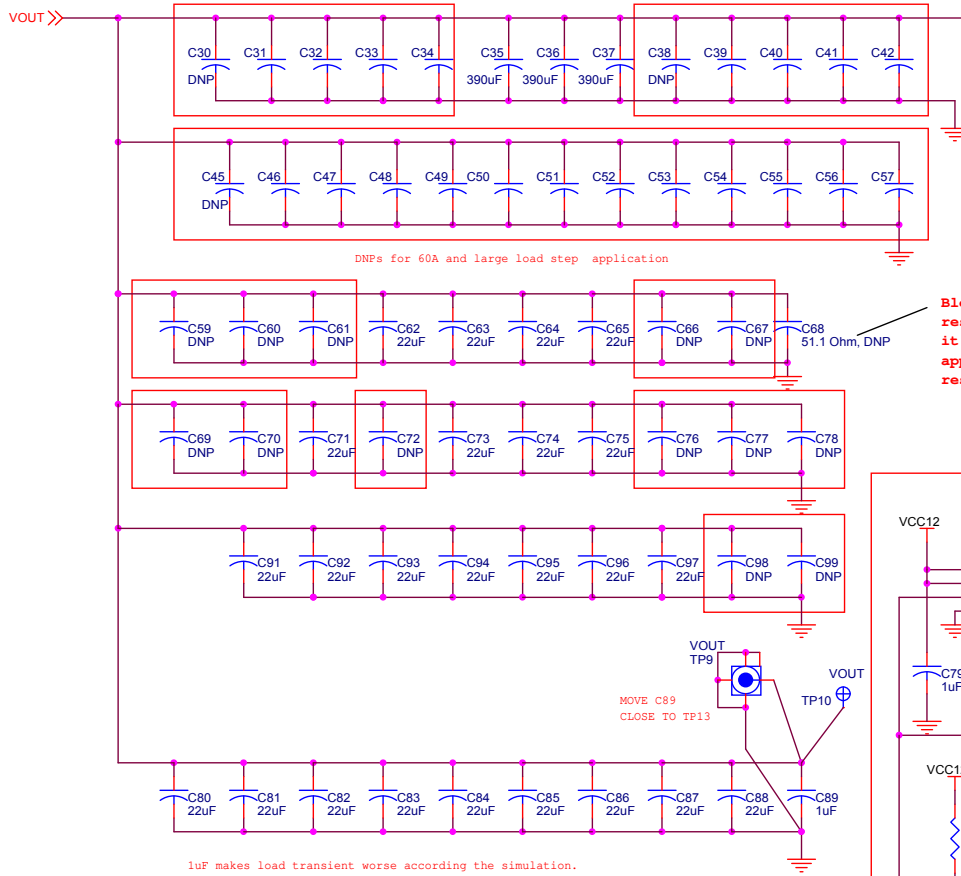 VOUT
C30 C31 C32 C33 C34 C35 C36 C37 C38 C39 C40 C41 C42
DNP 390uF 390uF 390uF DNP
C45 C46 C47 C48 C49 C50 C51 C52 C53 C54 C55 C56 C57
DNP
DNPs for 60A and large load step application
C59 C60 C61 C62 C63 C64 C65 C66 C67 C68
DNP DNP DNP 22uF 22uF 22uF 22uF DNP DNP 51.1 Ohm, DNP
it
C69 C70 C71 C72 C73 C74 C75 C76 C77 C78
DNP DNP 22uF DNP 22uF 22uF 22uF DNP DNP DNP
VCC12
C91 C92 C93 C94 C95 C96 C97 C98 C99
22uF 22uF 22uF 22uF 22uF 22uF 22uF DNP DNP
VOUT
TP9
VOUT
TP10
MOVE C89
CLOSE TO TP13
C79
1uF
C80 C81 C82 C83 C84 C85 C86 C87 C88 C89
22uF 22uF 22uF 22uF 22uF 22uF 22uF 22uF 22uF 1uF
1uF makes load transient worse according the simulation.